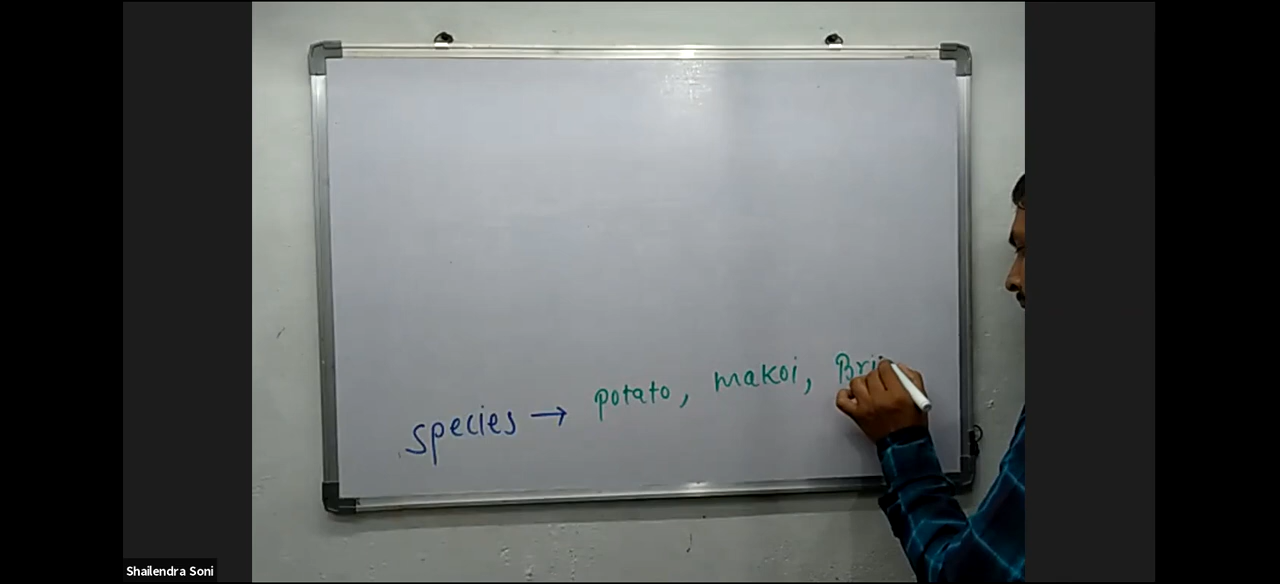 species → potato, makoi, Bri
Shailendra Soni